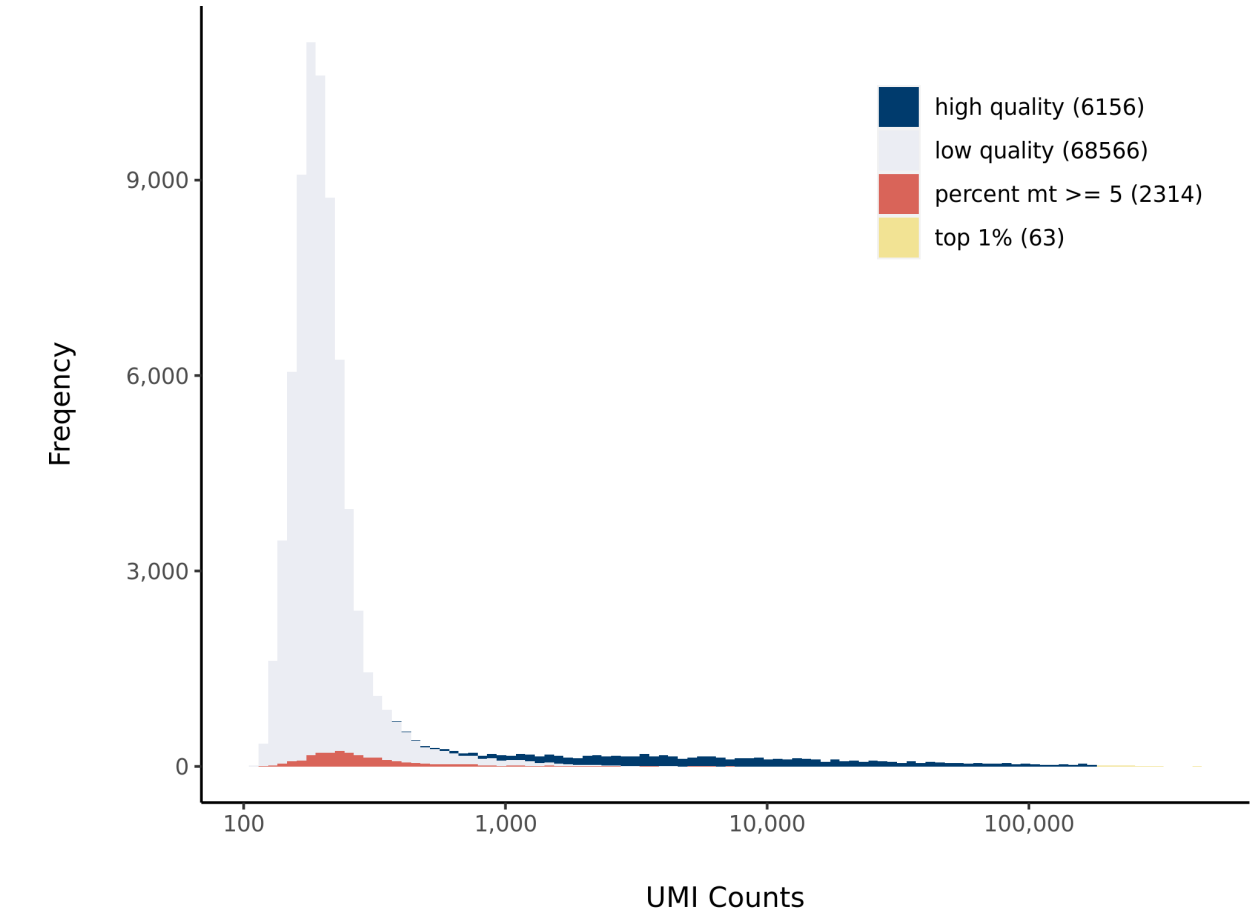 high quality (6156)
low quality (68566)
percent mt >= 5 (2314)
top 1% (63)
9,000
6,000
3,000
0
Freqency
100
1,000
10,000
100,000
UMI Counts